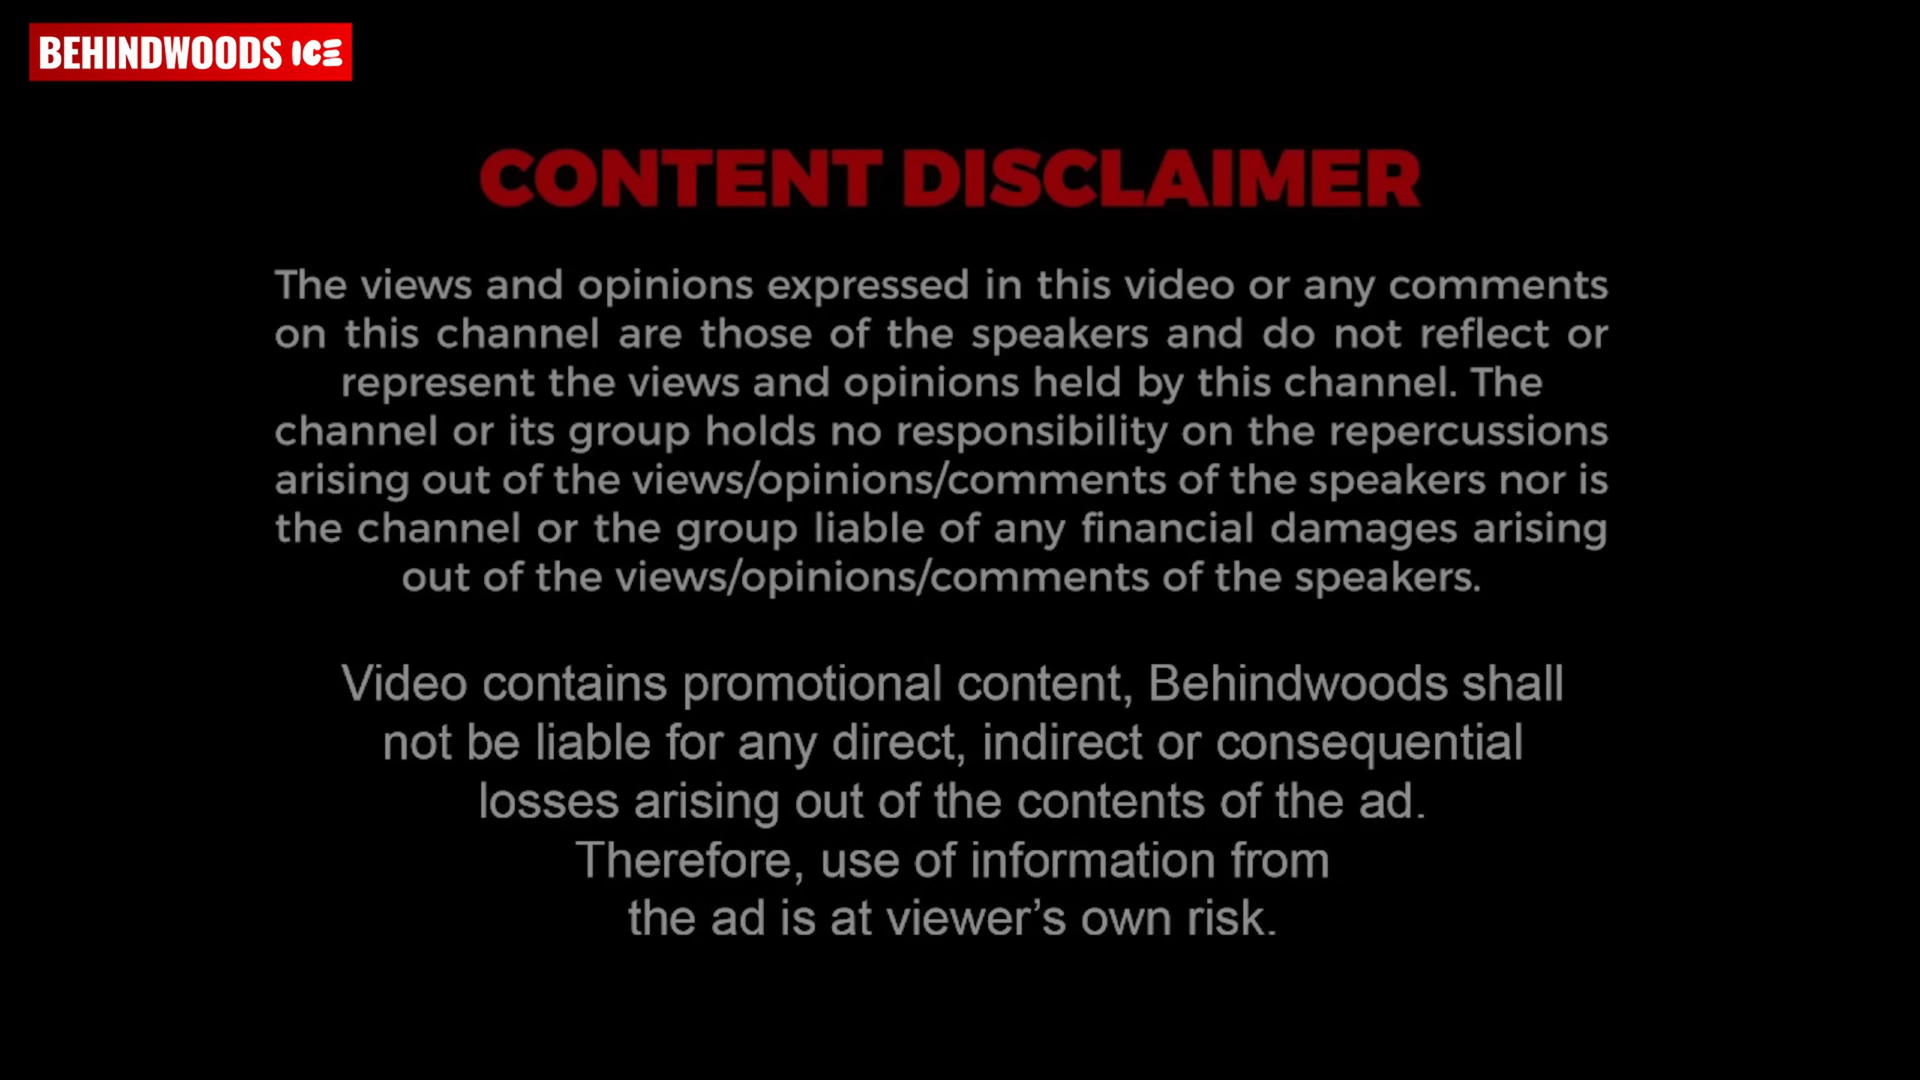 BEHINDWOODS ICE
CONTENT DISCLAIMER
The views and opinions expressed in this video or any comments
on this channel are those of the speakers and do not reflect or
represent the views and opinions held by this channel. The
channel or its group holds no responsibility on the repercussions
arising out of the views/opinions/comments of the speakers nor is
the channel or the group liable of any financial damages arising
out of the views/opinions/comments of the speakers.
Video contains promotional content, Behindwoods shall
not be liable for any direct, indirect or consequential
losses arising out of the contents of the ad.
Therefore, use of information from
the ad is at viewer’s own risk.